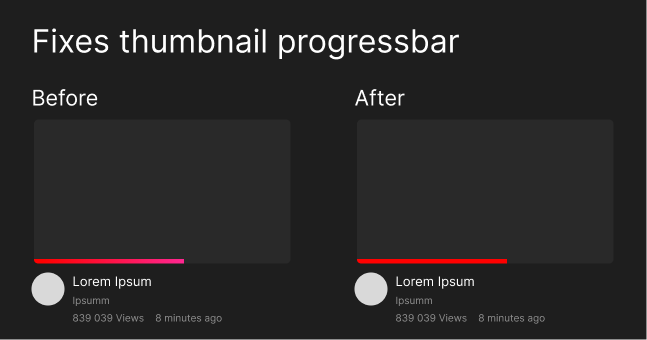 Fixes thumbnail progressbar
Before
After
Lorem Ipsum
Ipsumm
839 039 Views 8 minutes ago
Lorem Ipsum
Ipsumm
839 039 Views 8 minutes ago